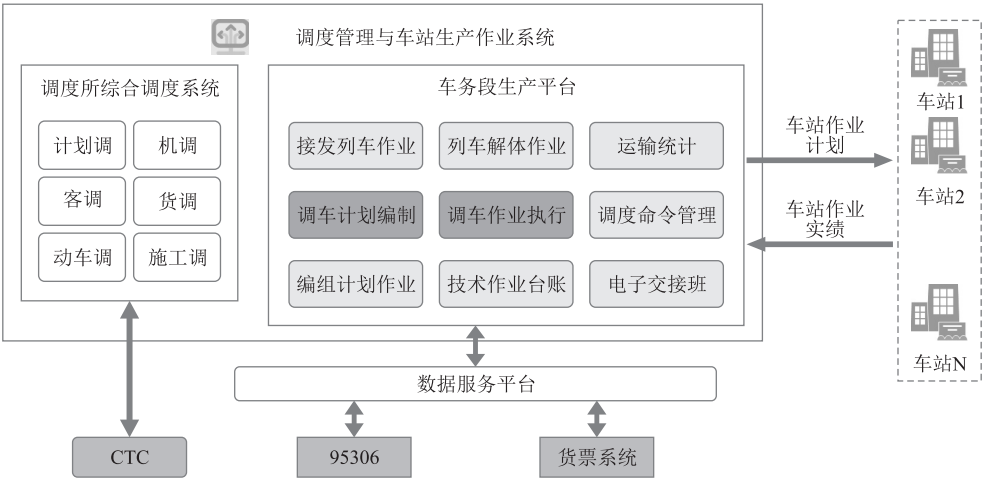 调度管理与车站生产作业系统
调度所综合调度系统
计划调
机调
客调
货调
动车调
施工调
车务段生产平台
接发列车作业
列车解体作业
运输统计
调车计划编制
调车作业执行
调度命令管理
编组计划作业
技术作业台账
电子交接班
车站作业
计划
车站作业
实绩
车站1
车站2
车站N
数据服务平台
CTC
95306
货票系统